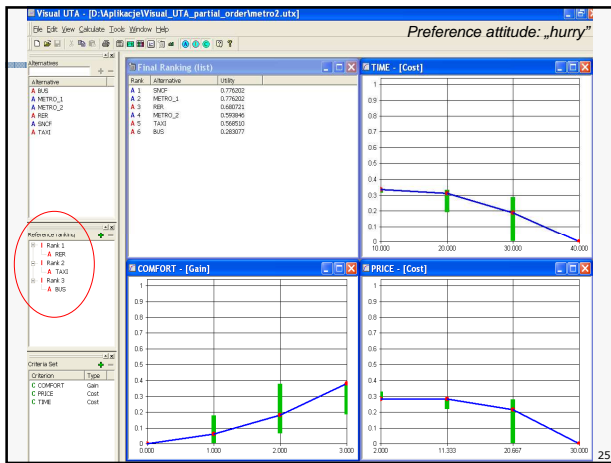 Visual UTA - [D:\Aplikacje\Visual_UTA_partial_order\metro2.utx]
File Edit View Calculate Tools Window Help
Preference attitude: „hurry”
Alternatives
Alternative
A BUS
A METRO_1
A METRO_2
A RER
A SNCF
A TAXI
Final Ranking (list)
Rank Alternative Utility
A 1 SNCF 0.776202
A 2 METRO_1 0.776202
A 3 RER 0.680721
A 4 METRO_2 0.593846
A 5 TAXI 0.568510
A 6 BUS 0.283077
TIME - [Cost]
1
0.9
0.8
0.7
0.6
0.5
0.4
0.3
0.2
0.1
0
10.000 20.000 30.000 40.000
Reference ranking
I Rank 1
A RER
I Rank 2
A TAXI
I Rank 3
A BUS
Criteria Set
Criterion Type
C COMFORT Gain
C PRICE Cost
C TIME Cost
COMFORT - [Gain]
1
0.9
0.8
0.7
0.6
0.5
0.4
0.3
0.2
0.1
0
0.000 1.000 2.000 3.000
PRICE - [Cost]
1
0.9
0.8
0.7
0.6
0.5
0.4
0.3
0.2
0.1
0
2.000 11.333 20.667 30.000
25